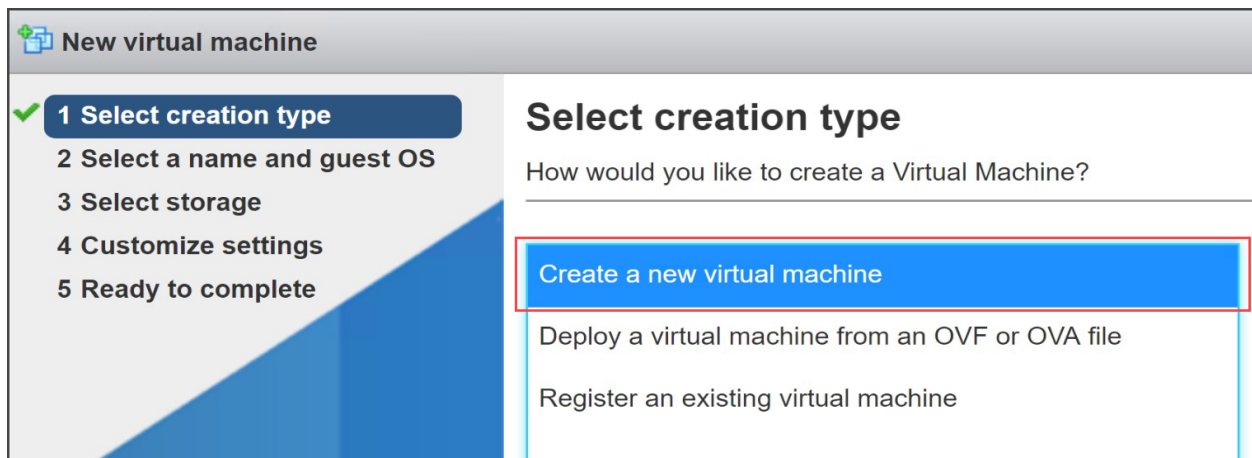 New virtual machine
1 Select creation type
2 Select a name and guest OS
3 Select storage
4 Customize settings
5 Ready to complete
Select creation type
How would you like to create a Virtual Machine?
Create a new virtual machine
Deploy a virtual machine from an OVF or OVA file
Register an existing virtual machine